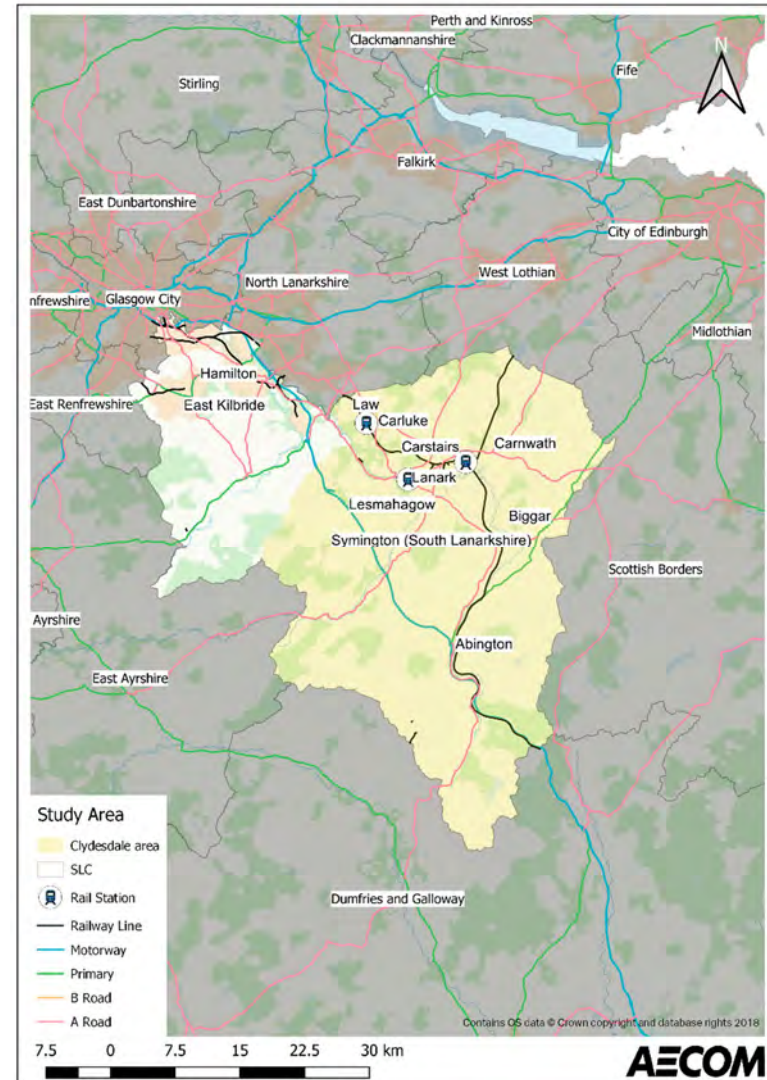 Perth and Kinross
Clackmannanshire
N
Stirling
Fife
Falkirk
East Dunbartonshire
City of Edinburgh
West Lothian
North Lanarkshire
nfrewshire
Glasgow City
Midlothian
Hamilton
East Renfrewshire
East Kilbride
Law
Carluke
Carstairs
Carnwath
Lanark
Lesmahagow
Biggar
Symington (South Lanarkshire)
Scottish Borders
Ayrshire
Abington
East Ayrshire
Study Area
Clydesdale area
SLC
Rail Station
Railway Line
Motorway
Primary
B Road
A Road
Dumfries and Galloway
Contains OS data © Crown copyright and database rights 2018
7.5 0 7.5 15 22.5 30 km
AECOM